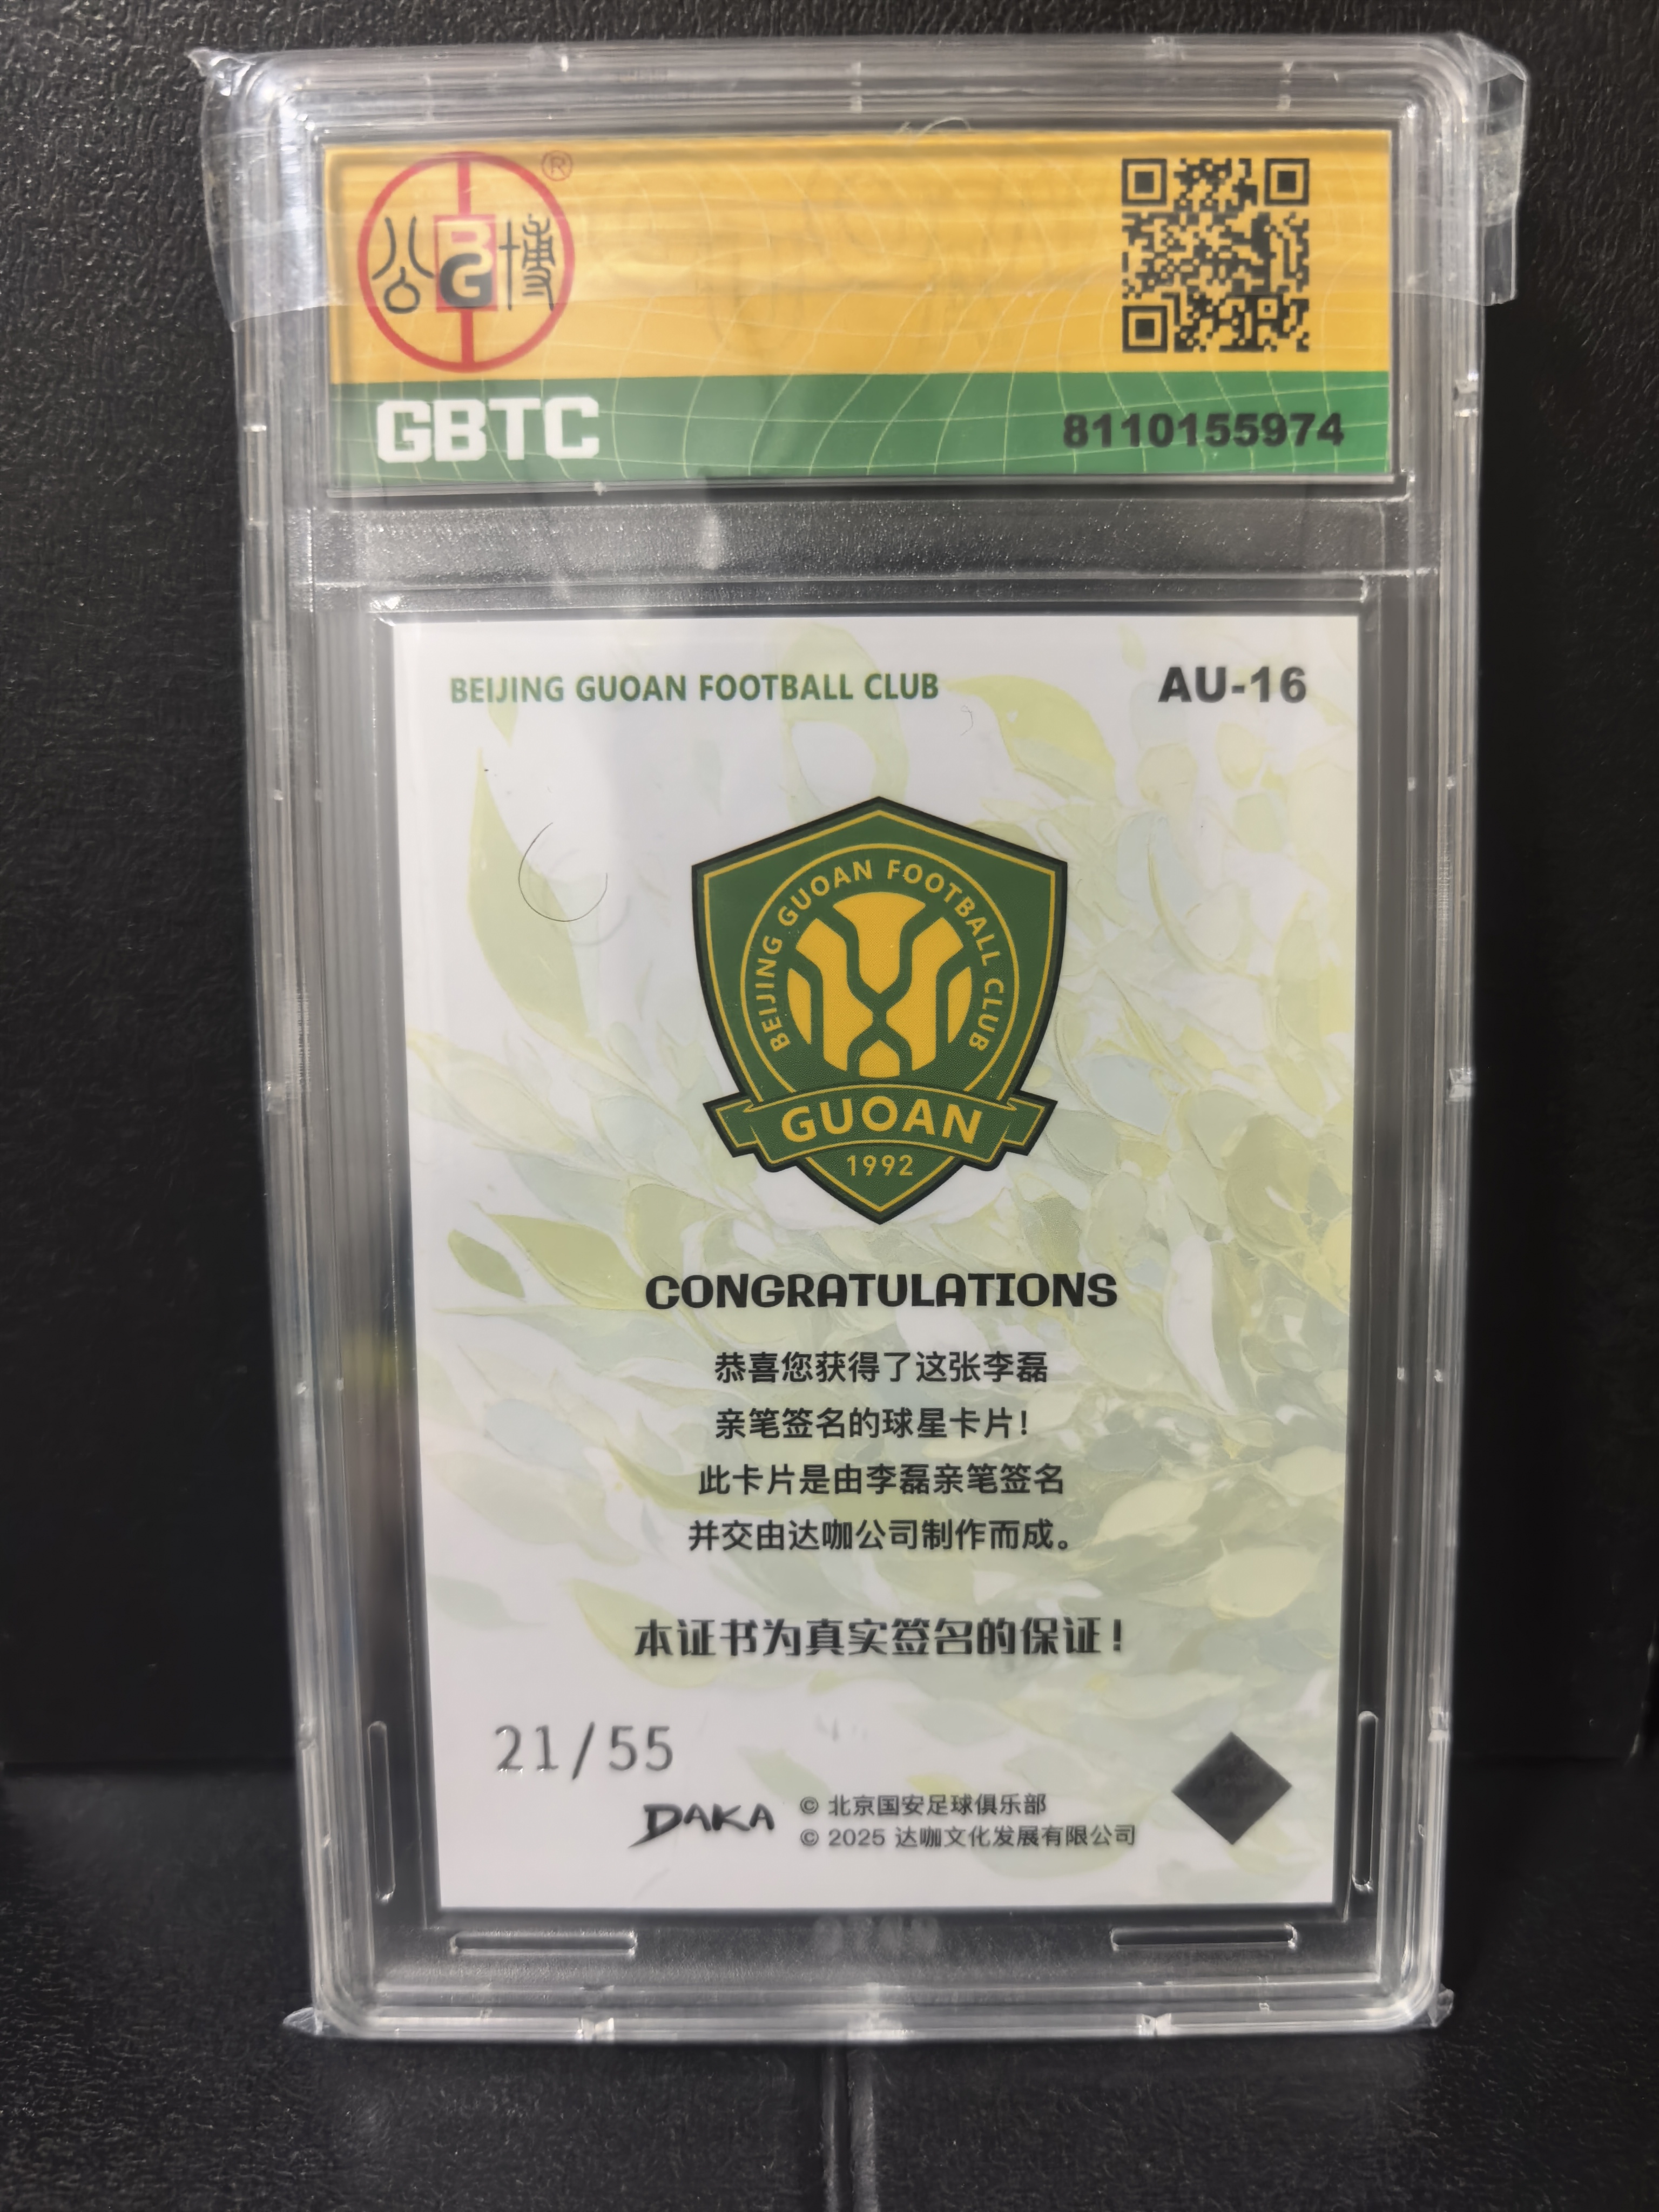 公 BG 博 ®
GBTC
8110155974
BEIJING GUOAN FOOTBALL CLUB
AU-16
BEIJING GUOAN FOOTBALL CLUB
GUOAN
1992
CONGRATULATIONS
恭喜您获得了这张李磊
亲笔签名的球星卡片！
此卡片是由李磊亲笔签名
并交由达咖公司制作而成。
本证书为真实签名的保证！
21/55
DAKA
© 北京国安足球俱乐部
© 2025 达咖文化发展有限公司